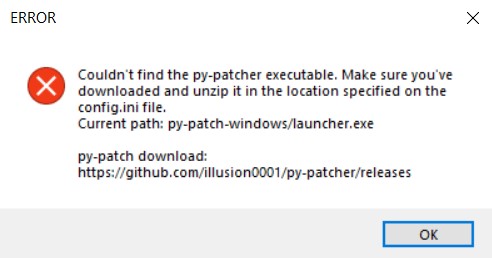 ERROR
Couldn't find the py-patcher executable. Make sure you've
downloaded and unzip it in the location specified on the
config.ini file.
Current path: py-patch-windows/launcher.exe
py-patch download:
https://github.com/illusion0001/py-patcher/releases
OK